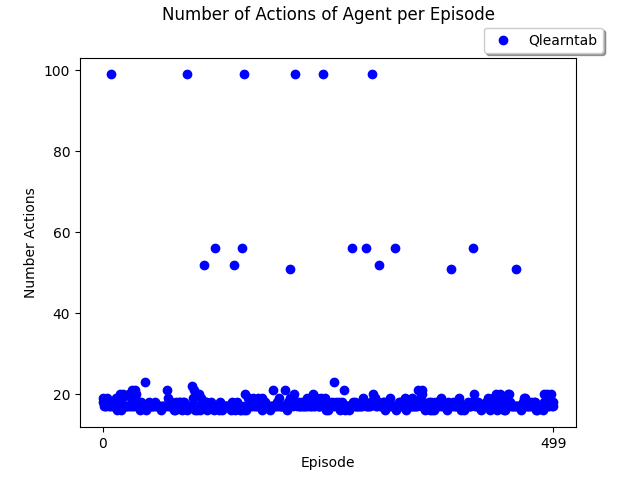 Number of Actions of Agent per Episode
Qlearntab
100
80
60
40
20
Number Actions
0
499
Episode